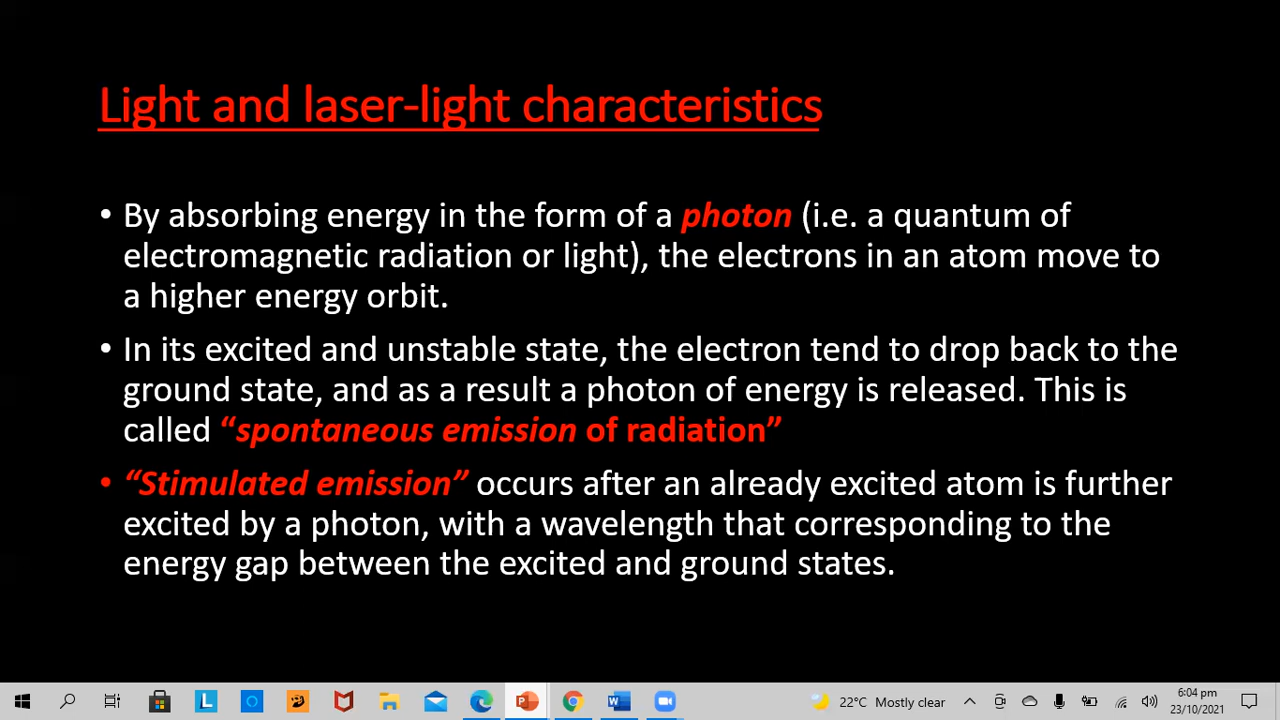 Light and laser-light characteristics
• By absorbing energy in the form of a photon (i.e. a quantum of
electromagnetic radiation or light), the electrons in an atom move to
a higher energy orbit.
• In its excited and unstable state, the electron tend to drop back to the
ground state, and as a result a photon of energy is released. This is
called “spontaneous emission of radiation”
• “Stimulated emission” occurs after an already excited atom is further
excited by a photon, with a wavelength that corresponding to the
energy gap between the excited and ground states.
22°C Mostly clear
6:04 pm
23/10/2021